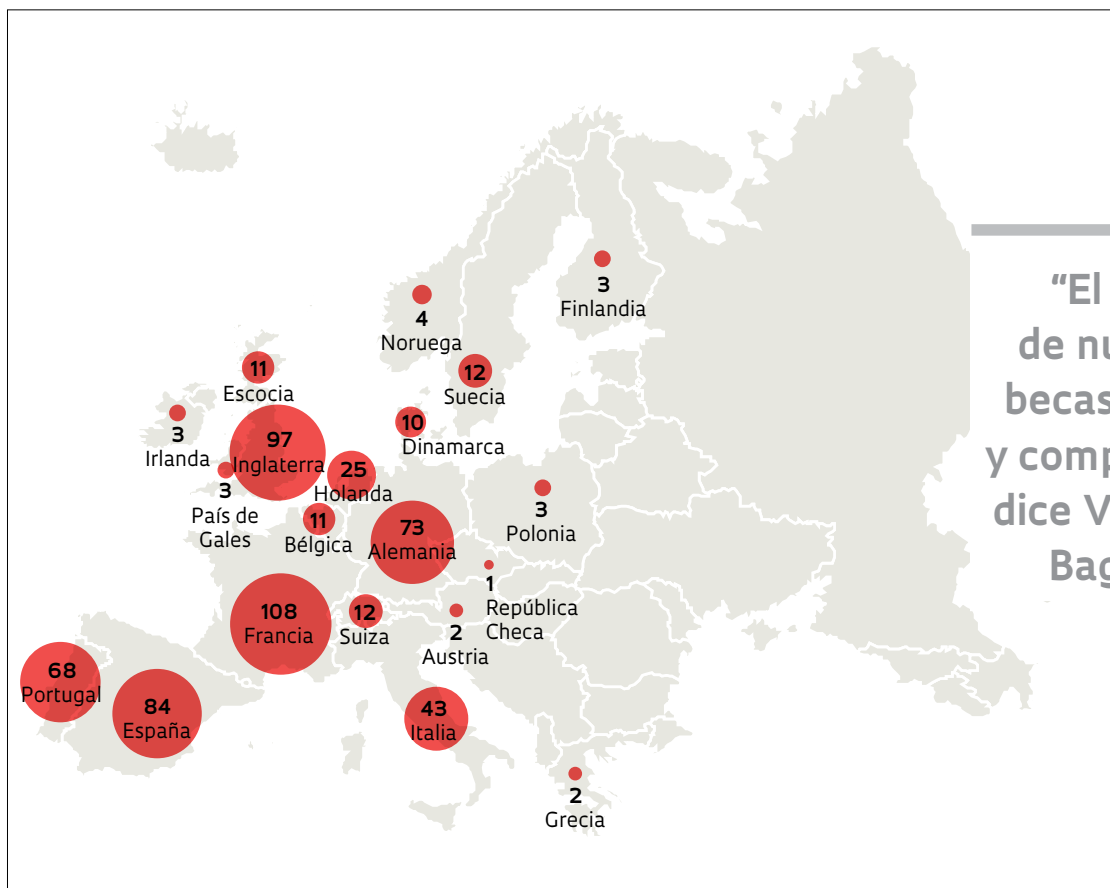 3
Finlandia
4
Noruega
11
Escocia
12
Suecia
3
Irlanda
97
Inglaterra
10
Dinamarca
25
Holanda
3
País de
Gales
11
Bélgica
73
Alemania
3
Polonia
1
República
Checa
108
Francia
12
Suiza
2
Austria
68
Portugal
84
España
43
Italia
2
Grecia
“El
de nu
becas
y comp
dice V
Bag